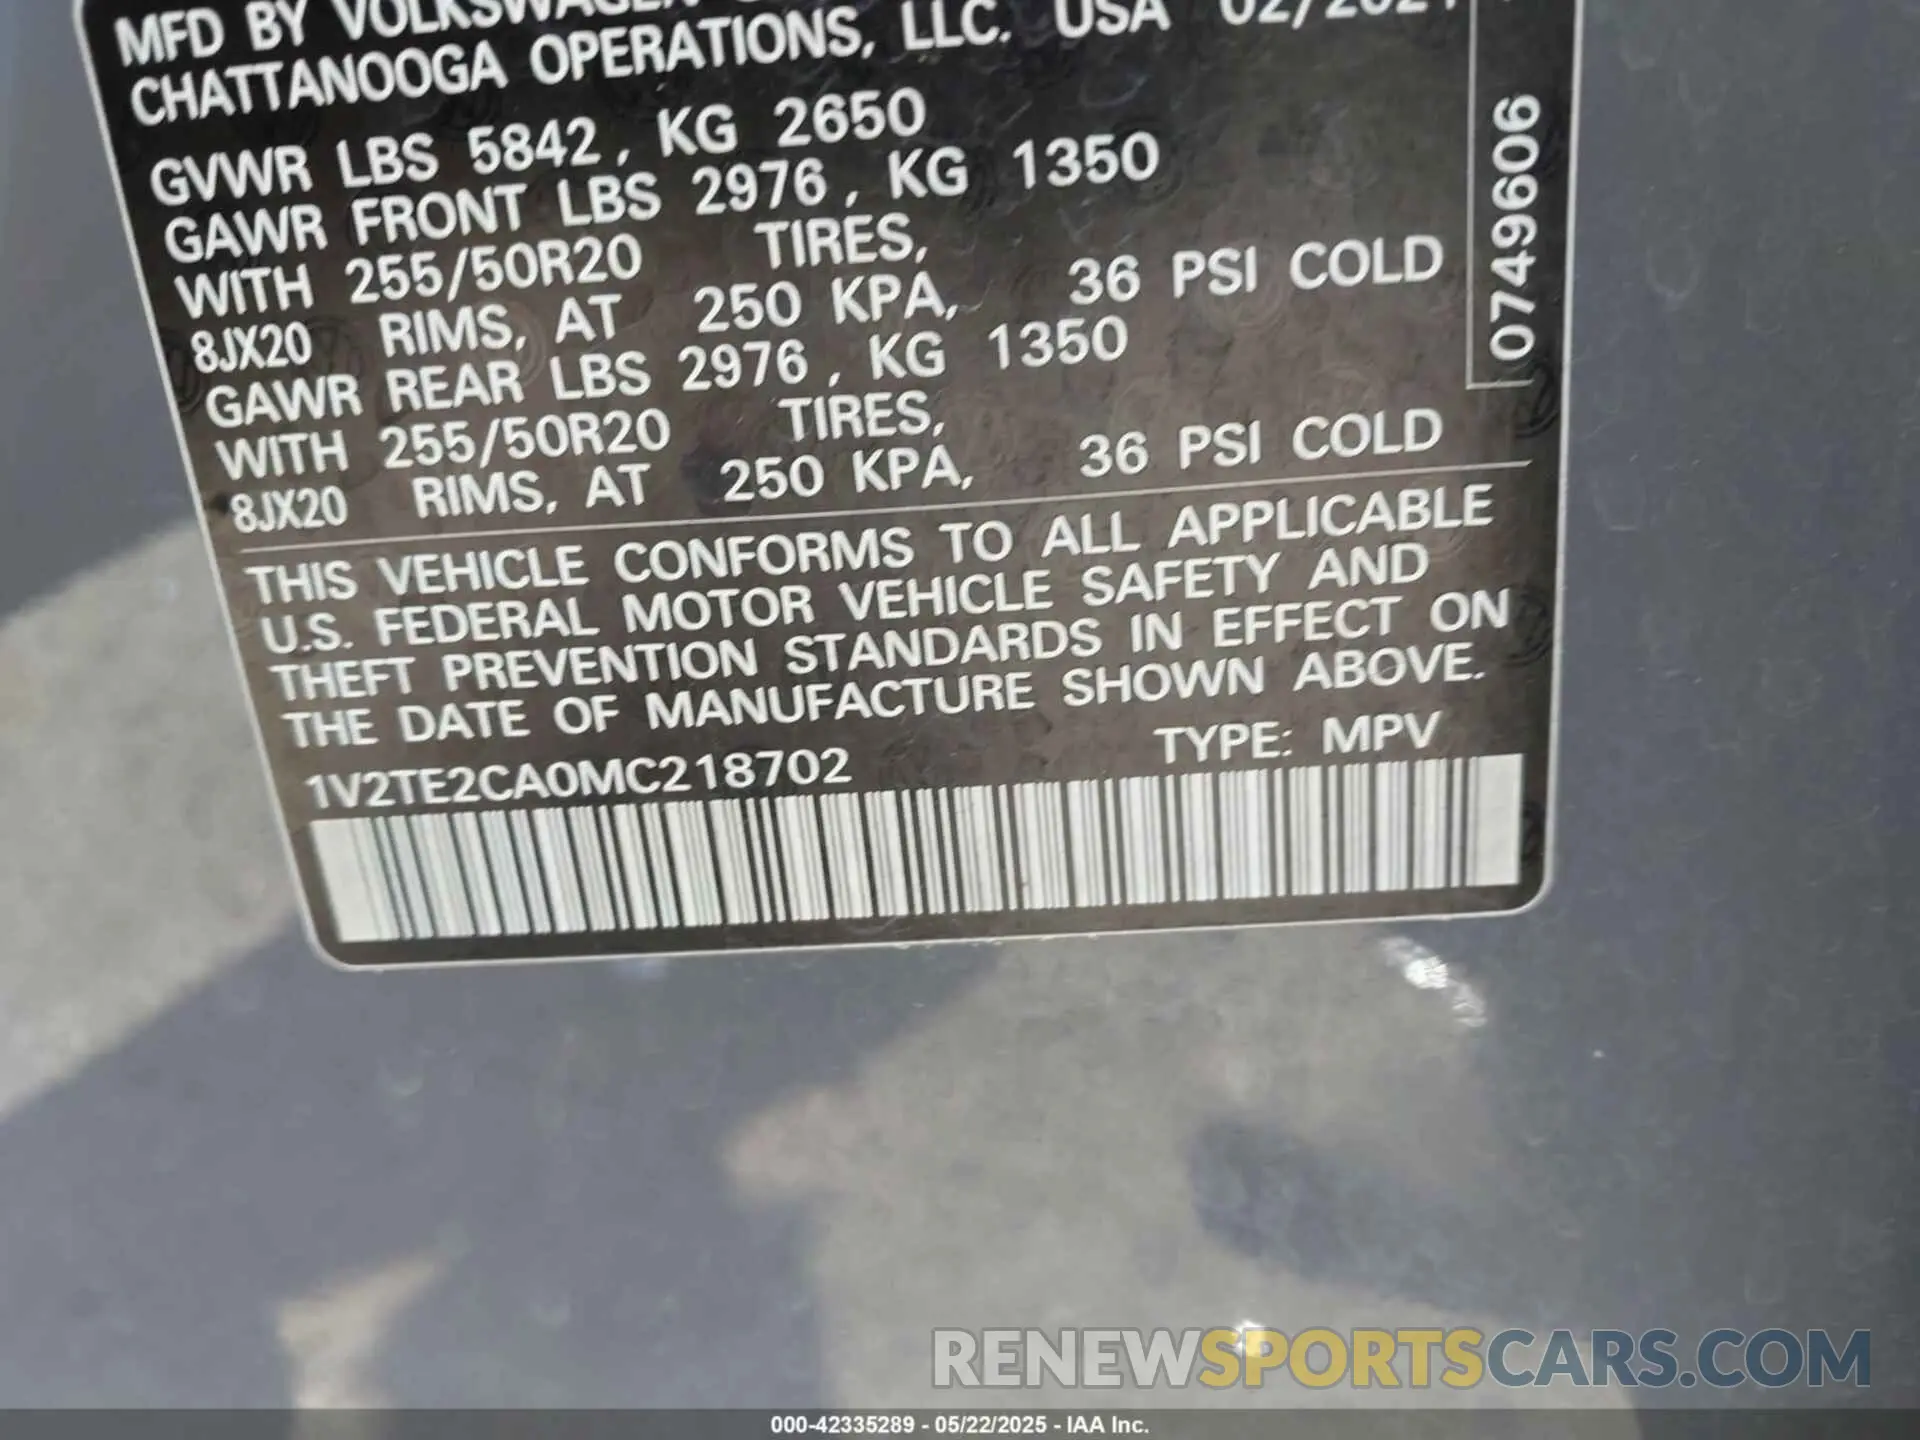 MFD BY VOLKSWAGEN
CHATTANOOGA OPERATIONS, LLC. USA 02/2021
GVWR LBS 5842, KG 2650
GAWR FRONT LBS 2976, KG 1350
WITH 255/50R20 TIRES,
8JX20 RIMS, AT 250 KPA, 36 PSI COLD
GAWR REAR LBS 2976, KG 1350
WITH 255/50R20 TIRES,
8JX20 RIMS, AT 250 KPA, 36 PSI COLD
THIS VEHICLE CONFORMS TO ALL APPLICABLE
U.S. FEDERAL MOTOR VEHICLE SAFETY AND
THEFT PREVENTION STANDARDS IN EFFECT ON
THE DATE OF MANUFACTURE SHOWN ABOVE.
1V2TE2CA0MC218702 TYPE: MPV
0749606
RENEWSPORTSCARS.COM
000-42335289 - 05/22/2025 - IAA Inc.